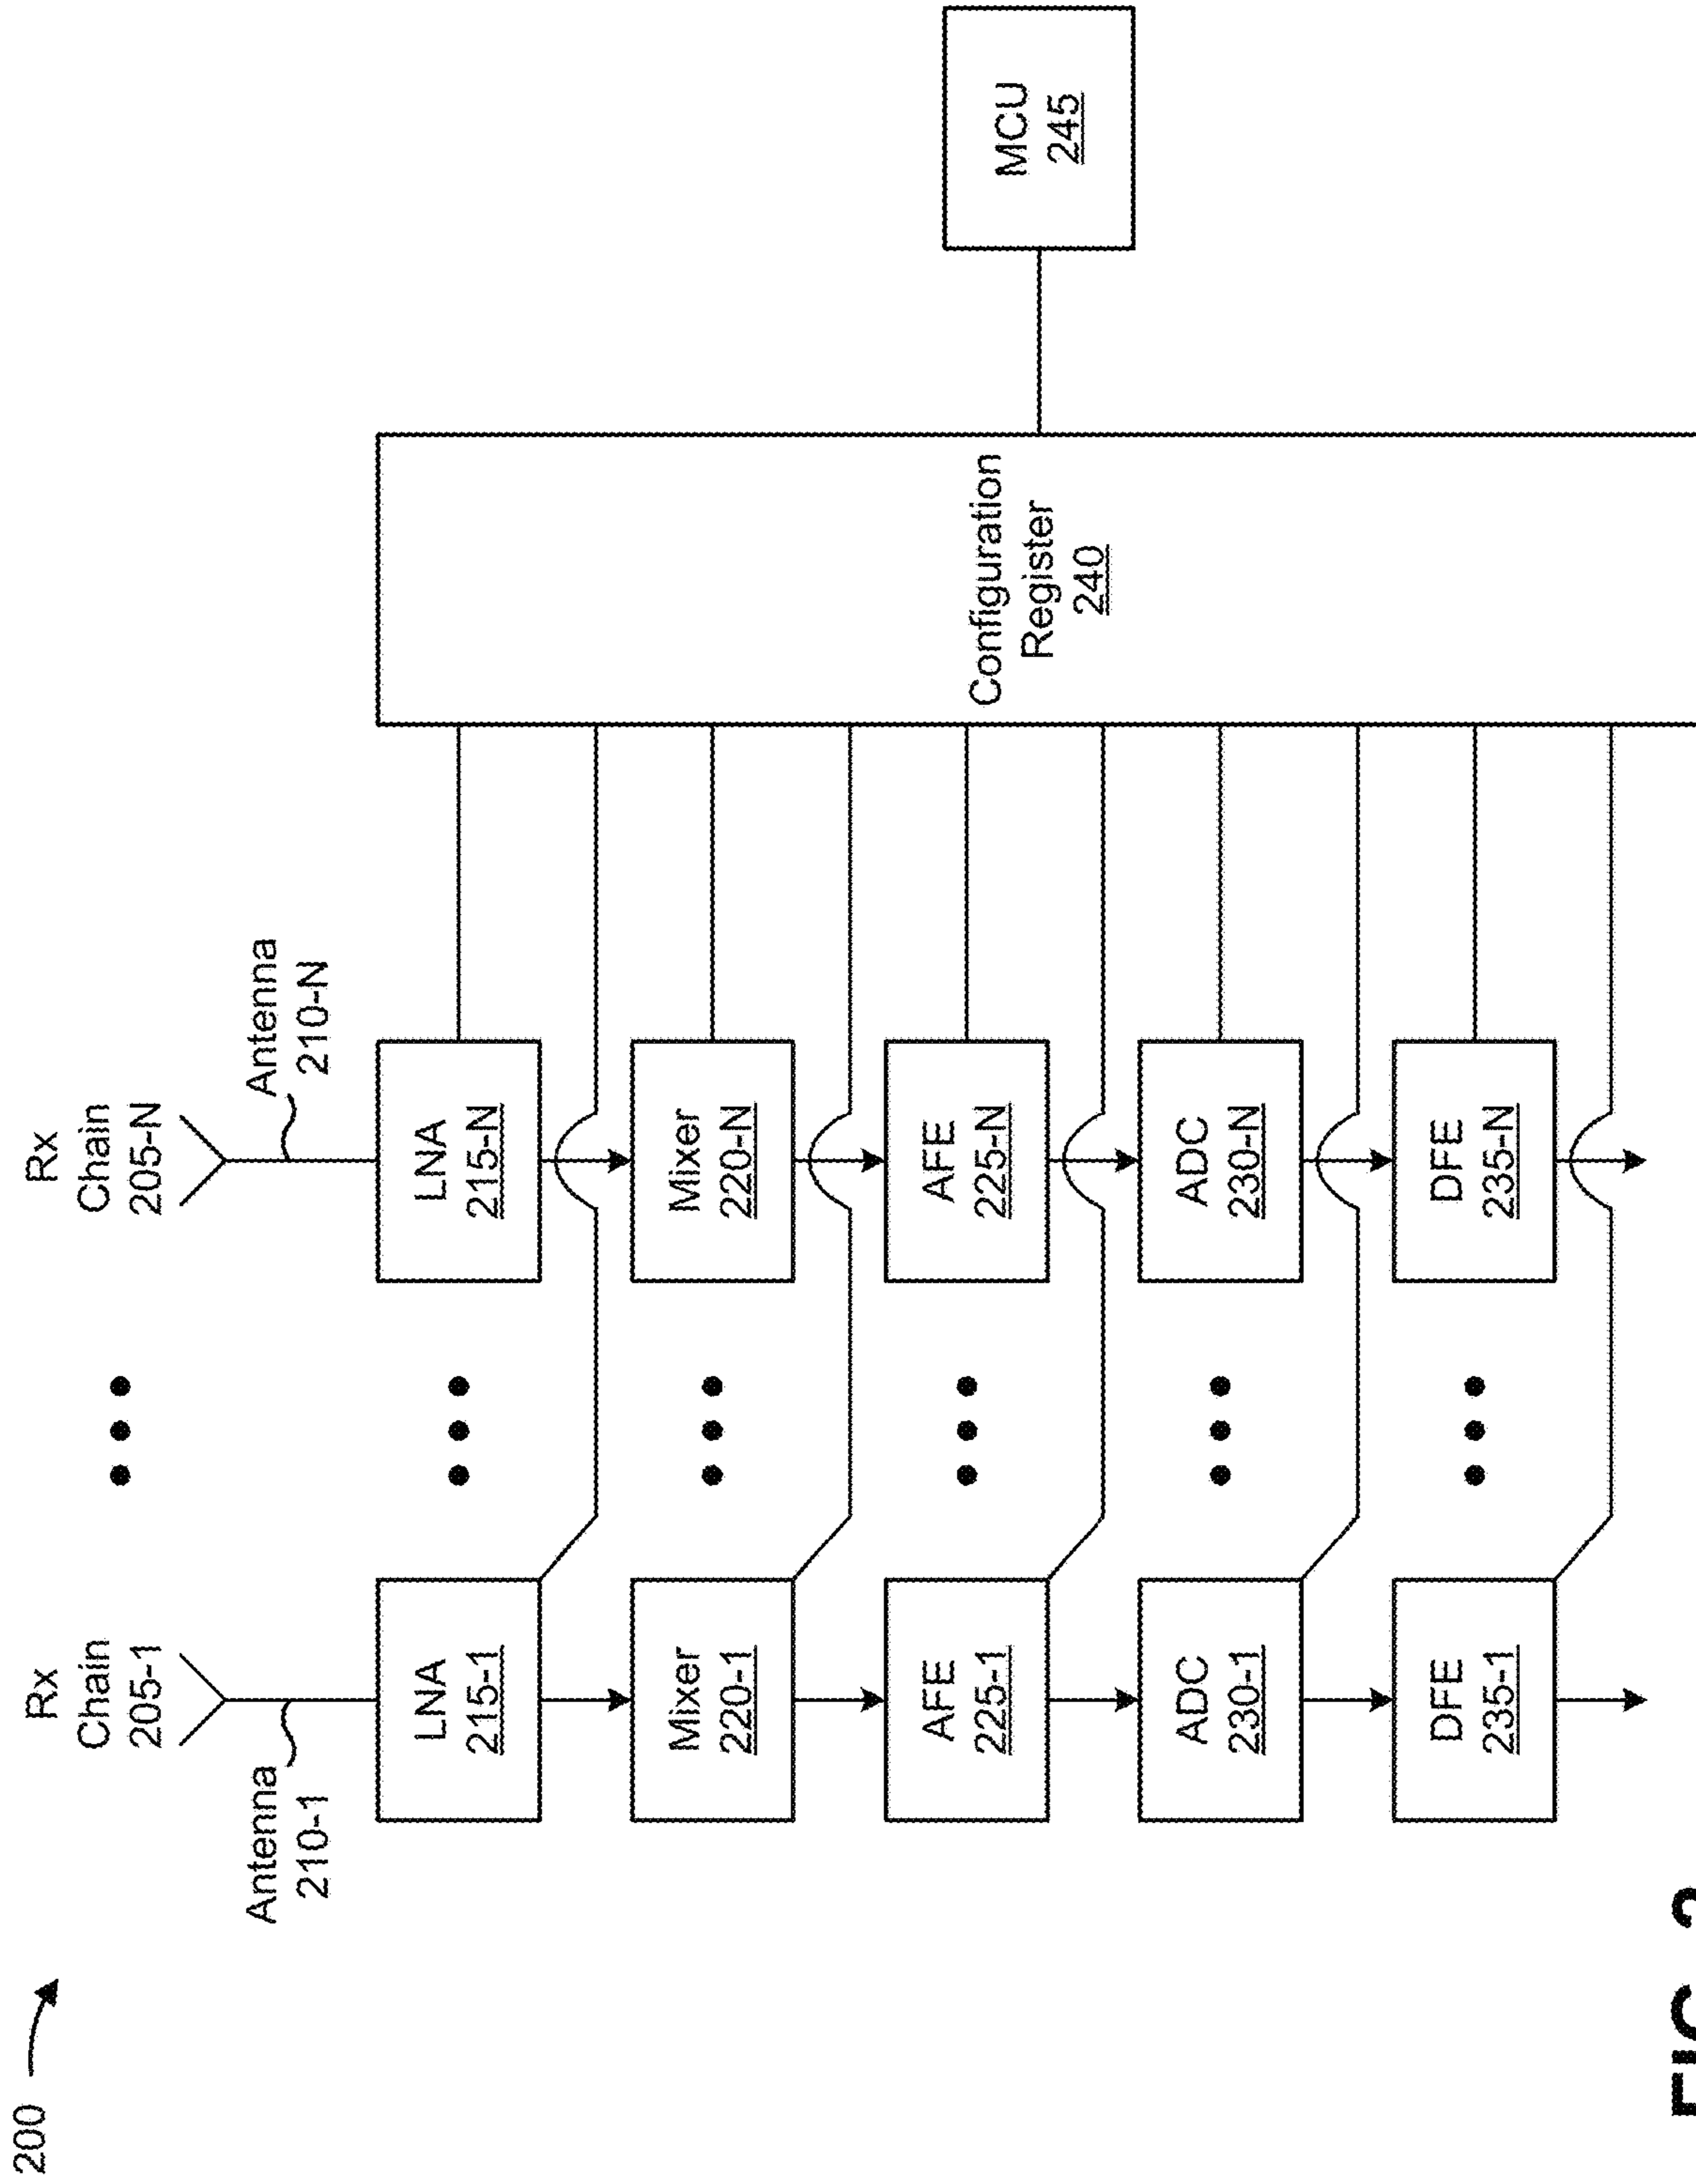 200
Rx
Chain
205-1
Rx
Chain
205-N
Antenna
210-1
Antenna
210-N
LNA
215-1
LNA
215-N
Mixer
220-1
Mixer
220-N
AFE
225-1
AFE
225-N
ADC
230-1
ADC
230-N
DFE
235-1
DFE
235-N
Configuration
Register
240
MCU
245
FIG.